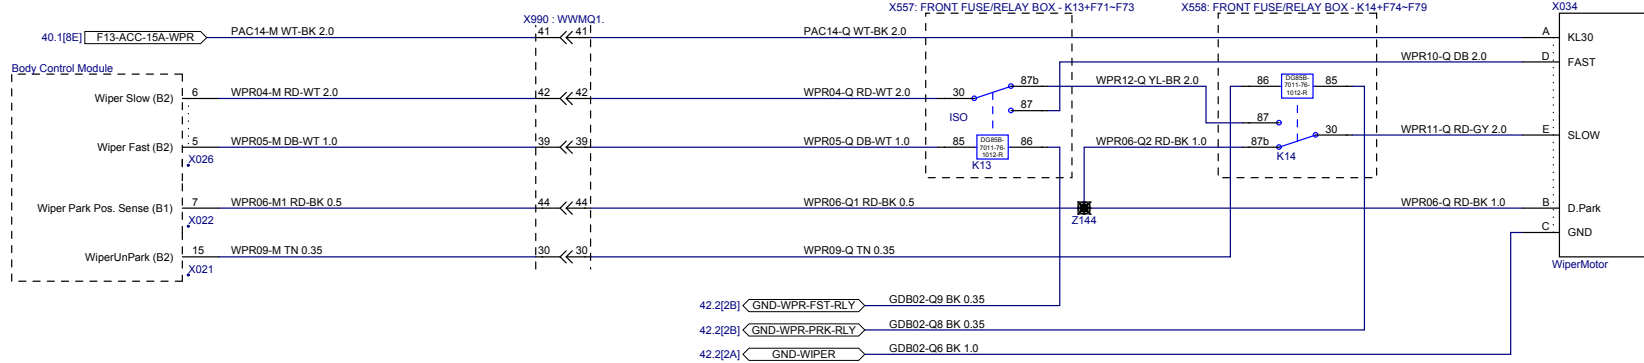 X557: FRONT FUSE/RELAY BOX - K13+F71~F73
X558: FRONT FUSE/RELAY BOX - K14+F74~F79
X034
X990 : WWMQ1.
40.1[8E] F13-ACC-15A-WPR PAC14-M WT-BK 2.0 41 41 PAC14-Q WT-BK 2.0 A KL30
WPR10-Q DB 2.0 D FAST
Body Control Module
87b WPR12-Q YL-BR 2.0 86 DG85B-7011-76-1012-R 85
Wiper Slow (B2) 6 WPR04-M RD-WT 2.0 42 42 WPR04-Q RD-WT 2.0 30
87
ISO
87
30 WPR11-Q RD-GY 2.0 E SLOW
Wiper Fast (B2) 5 WPR05-M DB-WT 1.0 39 39 WPR05-Q DB-WT 1.0 85 DG85B-7011-76-1012-R 86 WPR06-Q2 RD-BK 1.0 87b
X026
K13
K14
Wiper Park Pos. Sense (B1) 7 WPR06-M1 RD-BK 0.5 44 44 WPR06-Q1 RD-BK 0.5 WPR06-Q RD-BK 1.0 B D.Park
X022
Z144
C GND
WiperUnPark (B2) 15 WPR09-M TN 0.35 30 30 WPR09-Q TN 0.35
X021
WiperMotor
42.2[2B] GND-WPR-FST-RLY GDB02-Q9 BK 0.35
42.2[2B] GND-WPR-PRK-RLY GDB02-Q8 BK 0.35
42.2[2A] GND-WIPER GDB02-Q6 BK 1.0